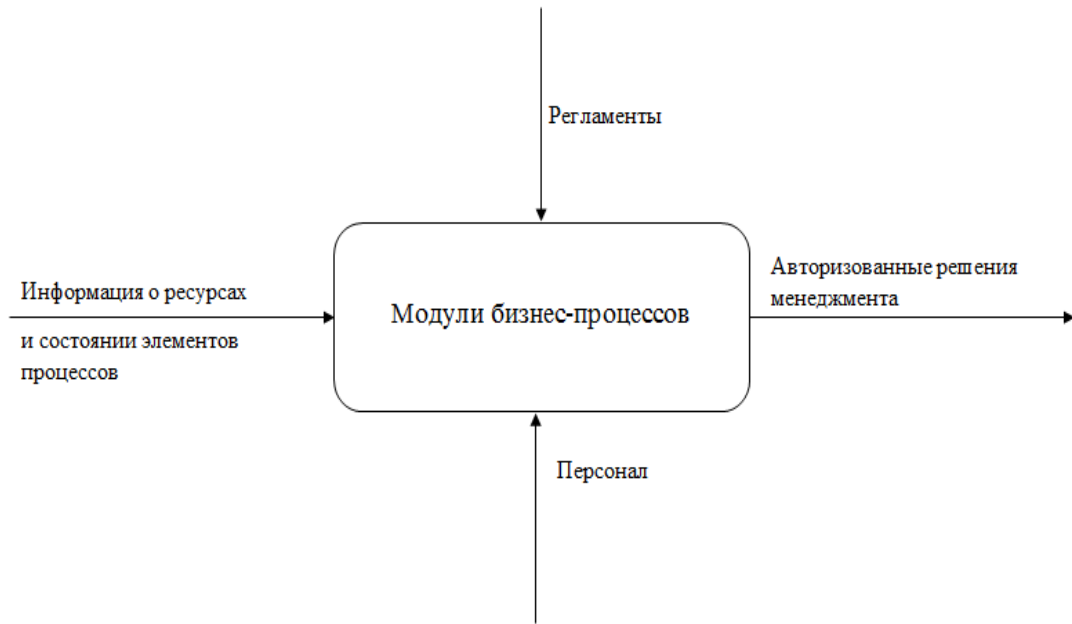 Регламенты
Информация о ресурсах
и состоянии элементов
процессов
Модули бизнес-процессов
Авторизованные решения
менеджмента
Персонал